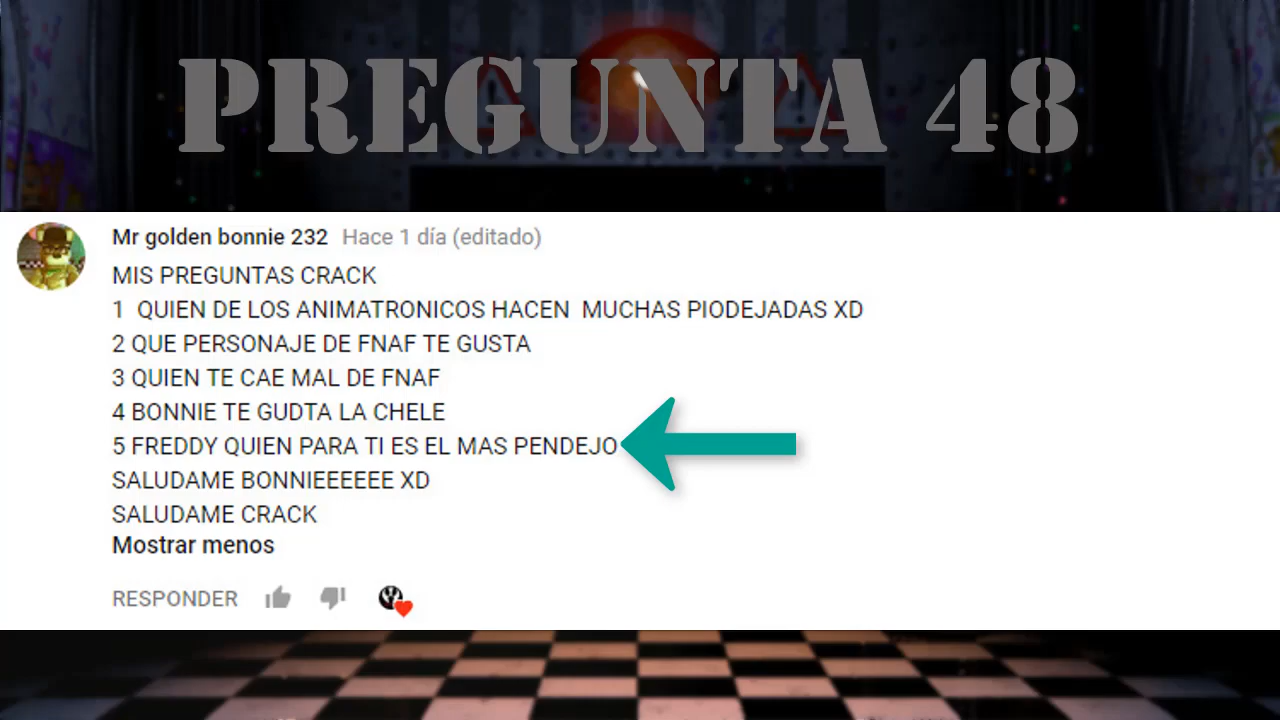 PREGUNTA 48
Mr golden bonnie 232 Hace 1 día (editado)
MIS PREGUNTAS CRACK
1 QUIEN DE LOS ANIMATRONICOS HACEN MUCHAS PIODEJADAS XD
2 QUE PERSONAJE DE FNAF TE GUSTA
3 QUIEN TE CAE MAL DE FNAF
4 BONNIE TE GUDTA LA CHELE
5 FREDDY QUIEN PARA TI ES EL MAS PENDEJO
SALUDAME BONNIEEEEEE XD
SALUDAME CRACK
Mostrar menos
RESPONDER